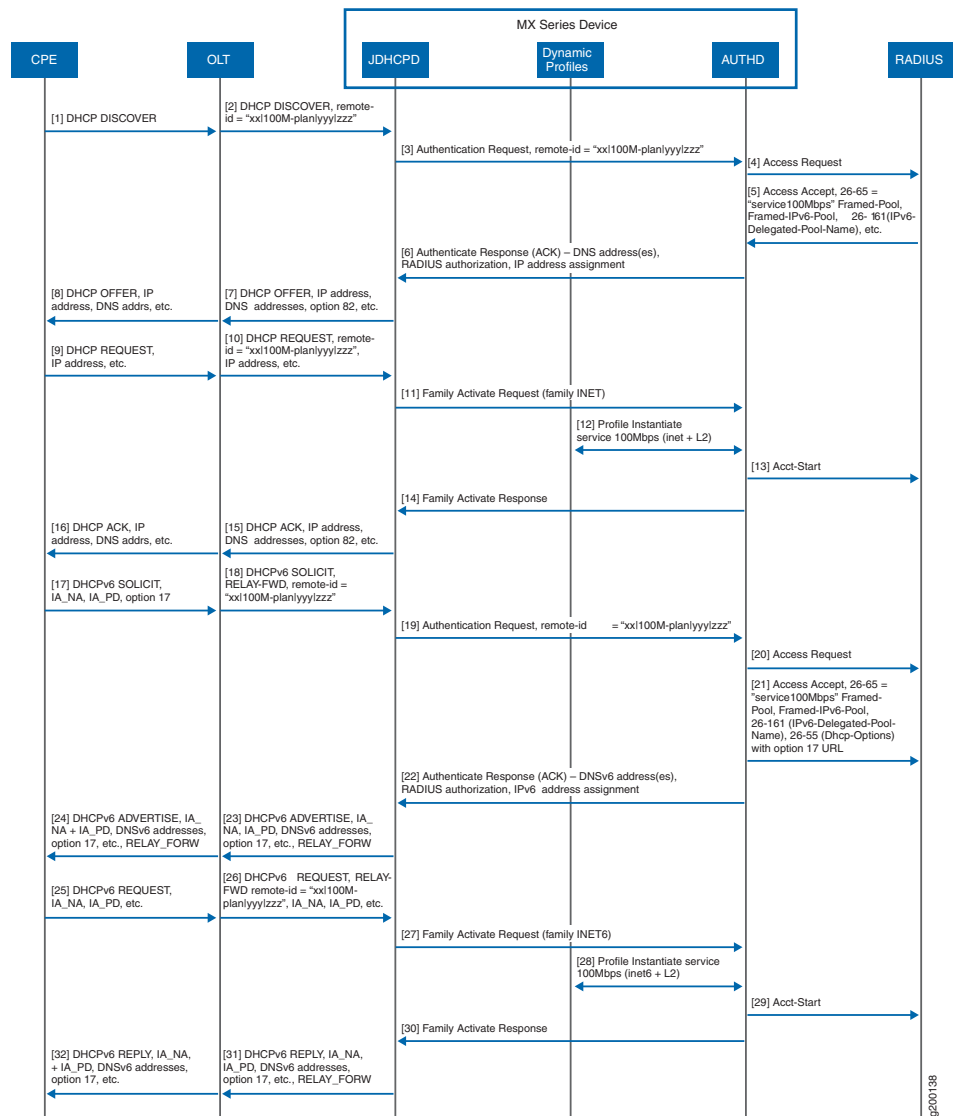 MX Series Device
CPE
OLT
JDHCPD
Dynamic
Profiles
AUTHD
RADIUS
[1] DHCP DISCOVER
[2] DHCP DISCOVER, remote-
id = “xx|100M-plan|yyy|zzz”
[3] Authentication Request, remote-id = “xx|100M-plan|yyy|zzz”
[4] Access Request
[5] Access Accept, 26-65 =
“service100Mbps” Framed-Pool,
Framed-IPv6-Pool, 26- 161(IPv6-
Delegated-Pool-Name), etc.
[6] Authenticate Response (ACK) – DNS address(es),
RADIUS authorization, IP address assignment
[8] DHCP OFFER, IP
address, DNS addrs, etc.
[7] DHCP OFFER, IP address,
DNS addresses, option 82, etc.
[9] DHCP REQUEST,
IP address, etc.
[10] DHCP REQUEST, remote-
id = “xx|100M-plan|yyy|zzz”,
IP address, etc.
[11] Family Activate Request (family INET)
[12] Profile Instantiate
service 100Mbps (inet + L2)
[13] Acct-Start
[14] Family Activate Response
[16] DHCP ACK, IP
address, DNS addrs, etc.
[15] DHCP ACK, IP address,
DNS addresses, option 82, etc.
[17] DHCPv6 SOLICIT,
IA_NA, IA_PD, option 17
[18] DHCPv6 SOLICIT,
RELAY-FWD, remote-id =
“xx|100M-plan|yyy|zzz”
[19] Authentication Request, remote-id = “xx|100M-plan|yyy|zzz”
[20] Access Request
[21] Access Accept, 26-65 =
”service100Mbps” Framed-
Pool, Framed-IPv6-Pool,
26-161 (IPv6-Delegated-Pool-
Name), 26-55 (Dhcp-Options)
with option 17 URL
[22] Authenticate Response (ACK) – DNSv6 address(es),
RADIUS authorization, IPv6 address assignment
[24] DHCPv6 ADVERTISE, IA_
NA + IA_PD, DNSv6 addresses,
option 17, etc., RELAY_FORW
[23] DHCPv6 ADVERTISE, IA_
NA, IA_PD, DNSv6 addresses,
option 17, etc., RELAY_FORW
[25] DHCPv6 REQUEST,
IA_NA, IA_PD, etc.
[26] DHCPv6 REQUEST, RELAY-
FWD remote-id = “xx|100M-
plan|yyy|zzz”, IA_NA, IA_PD, etc.
[27] Family Activate Request (family INET6)
[28] Profile Instantiate service
100Mbps (inet6 + L2)
[29] Acct-Start
[30] Family Activate Response
[32] DHCPv6 REPLY, IA_NA,
+ IA_PD, DNSv6 addresses,
option 17, etc.
[31] DHCPv6 REPLY, IA_NA,
IA_PD, DNSv6 addresses,
option 17, etc., RELAY_FORW
g200138